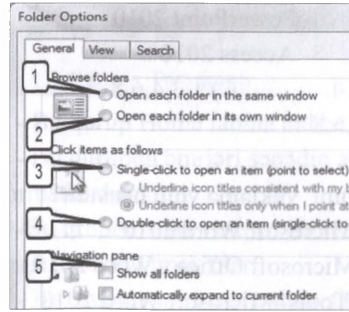 Folder Options
General View Search
Browse folders
1
Open each folder in the same window
2
Open each folder in its own window
Click items as follows
3
Single-click to open an item (point to select)
Underline icon titles consistent with my
Underline icon titles only when I point at
4
Double-click to open an item (single-click to
Navigation pane
5
Show all folders
Automatically expand to current folder